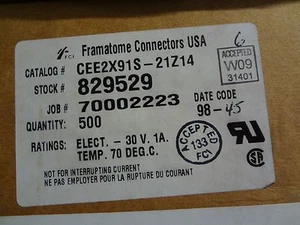 FCI Framatome Connectors USA
6
CATALOG # CEE2X91S-21Z14
ACCEPTED
W09
31401
STOCK # 829529
JOB # 70002223
DATE CODE
98-45
QUANTITY: 500
RATINGS: ELECT. - 30 V. 1A.
TEMP. 70 DEG.C.
ACCEPTED
133
FCI
NOT FOR INTERRUPTING CURRENT
NE PAS EMPLOYER POUR LA RUPTURE DU COURANT